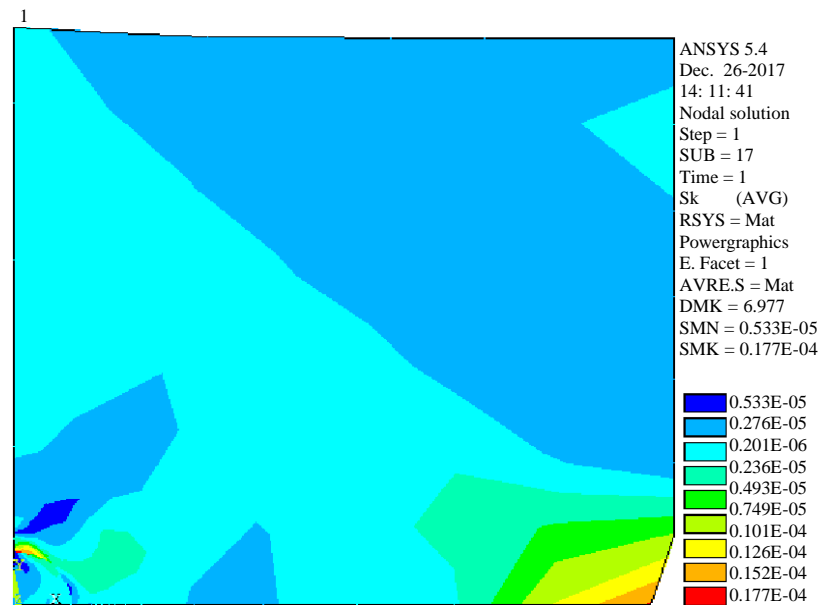 1
ANSYS 5.4
Dec. 26-2017
14: 11: 41
Nodal solution
Step = 1
SUB = 17
Time = 1
Sk (AVG)
RSYS = Mat
Powergraphics
E. Facet = 1
AVRE.S = Mat
DMK = 6.977
SMN = 0.533E-05
SMK = 0.177E-04
0.533E-05
0.276E-05
0.201E-06
0.236E-05
0.493E-05
0.749E-05
0.101E-04
0.126E-04
0.152E-04
0.177E-04
X